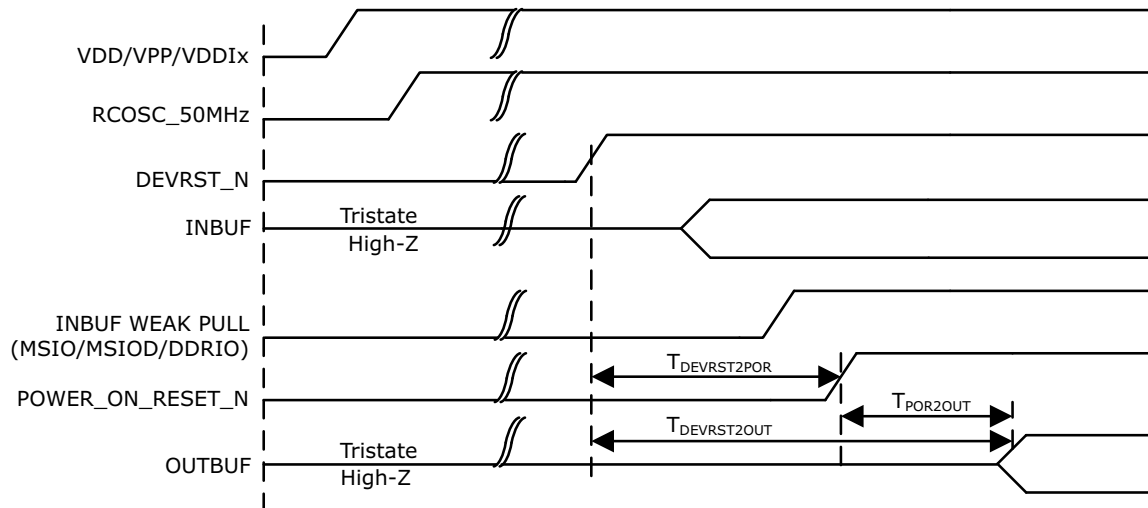 VDD/VPP/VDDIx
RCOSC_50MHz
DEVRST_N
INBUF
Tristate
High-Z
INBUF WEAK PULL
(MSIO/MSIOD/DDRIO)
TDEVRST2POR
POWER_ON_RESET_N
TPOR2OUT
TDEVRST2OUT
OUTBUF
Tristate
High-Z